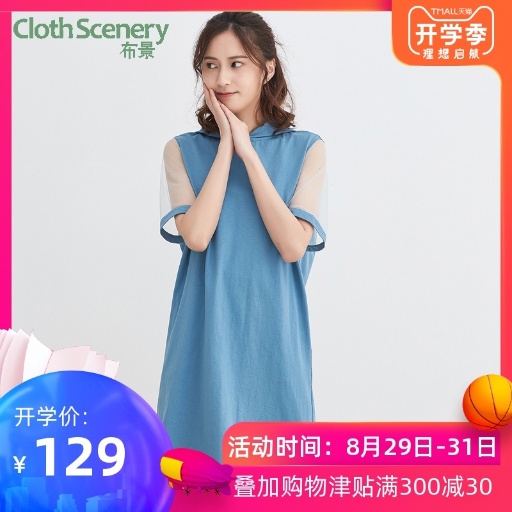 Cloth Scenery
布景
TMALL天猫
开学季
理想启航
开学价：
¥ 129
活动时间：8月29日-31日
叠加购物津贴满300减30